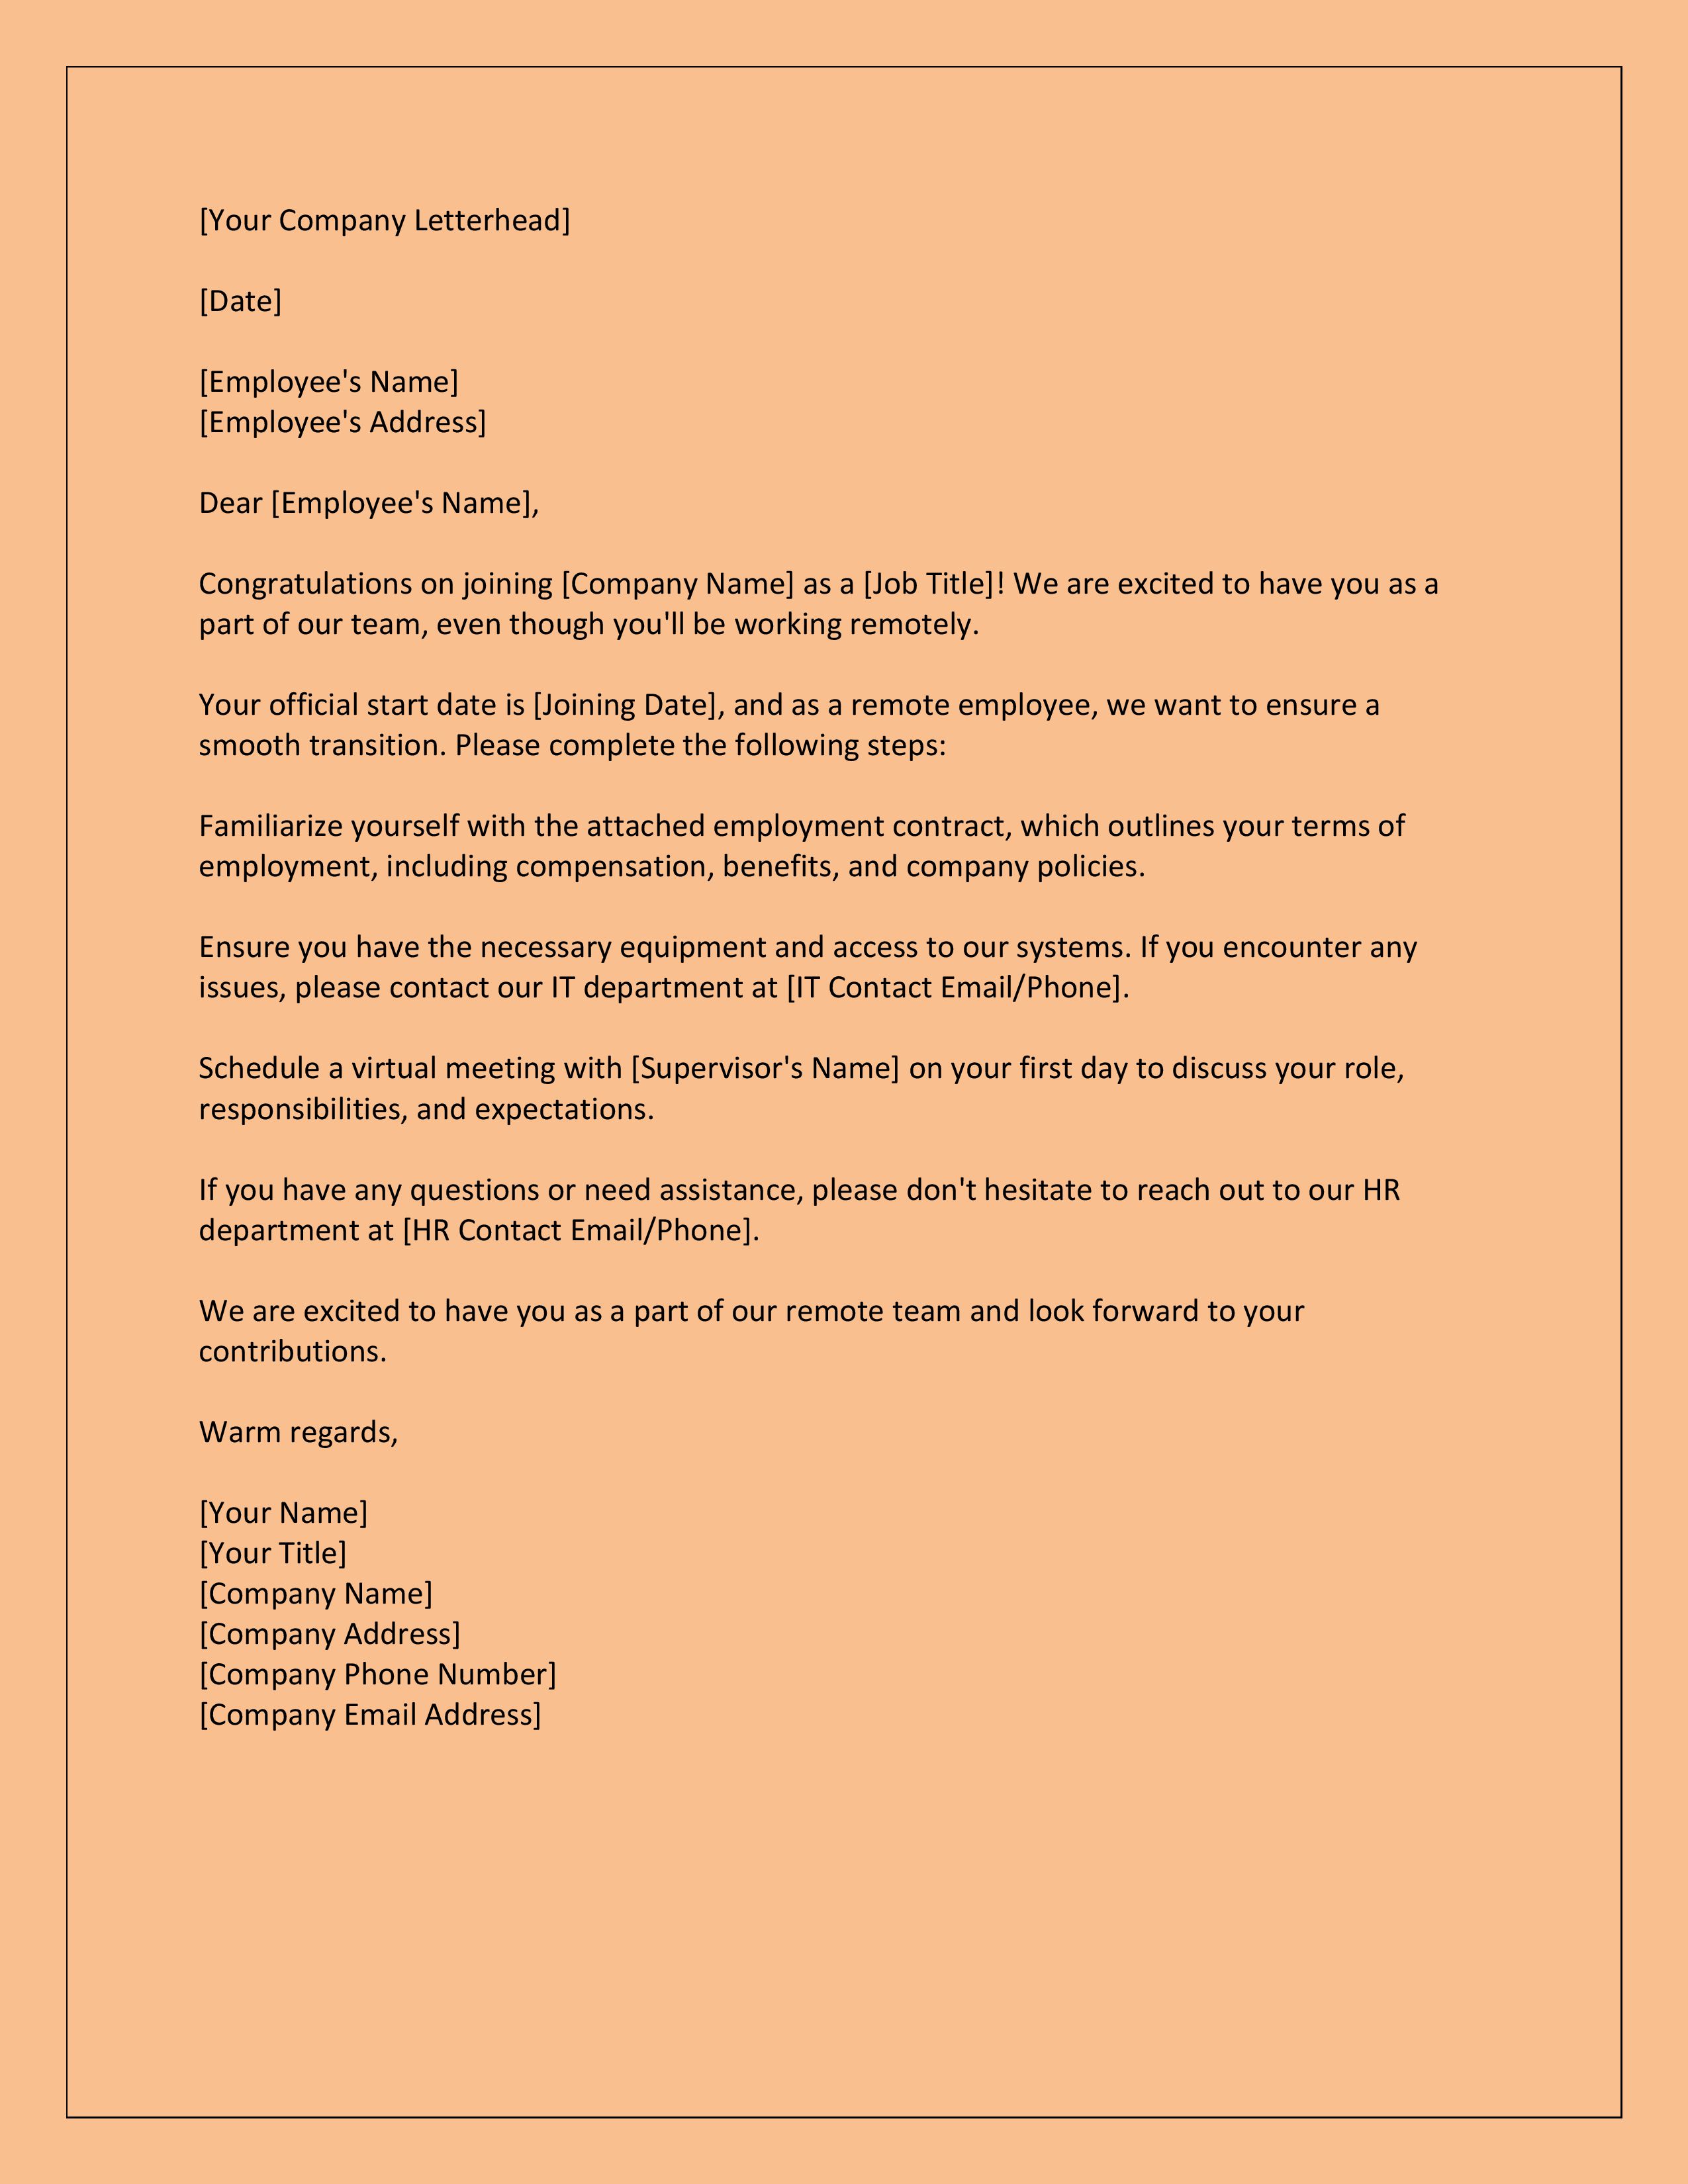 [Your Company Letterhead]
[Date]
[Employee's Name]
[Employee's Address]
Dear [Employee's Name],
Congratulations on joining [Company Name] as a [Job Title]! We are excited to have you as a
part of our team, even though you'll be working remotely.
Your official start date is [Joining Date], and as a remote employee, we want to ensure a
smooth transition. Please complete the following steps:
Familiarize yourself with the attached employment contract, which outlines your terms of
employment, including compensation, benefits, and company policies.
Ensure you have the necessary equipment and access to our systems. If you encounter any
issues, please contact our IT department at [IT Contact Email/Phone].
Schedule a virtual meeting with [Supervisor's Name] on your first day to discuss your role,
responsibilities, and expectations.
If you have any questions or need assistance, please don't hesitate to reach out to our HR
department at [HR Contact Email/Phone].
We are excited to have you as a part of our remote team and look forward to your
contributions.
Warm regards,
[Your Name]
[Your Title]
[Company Name]
[Company Address]
[Company Phone Number]
[Company Email Address]